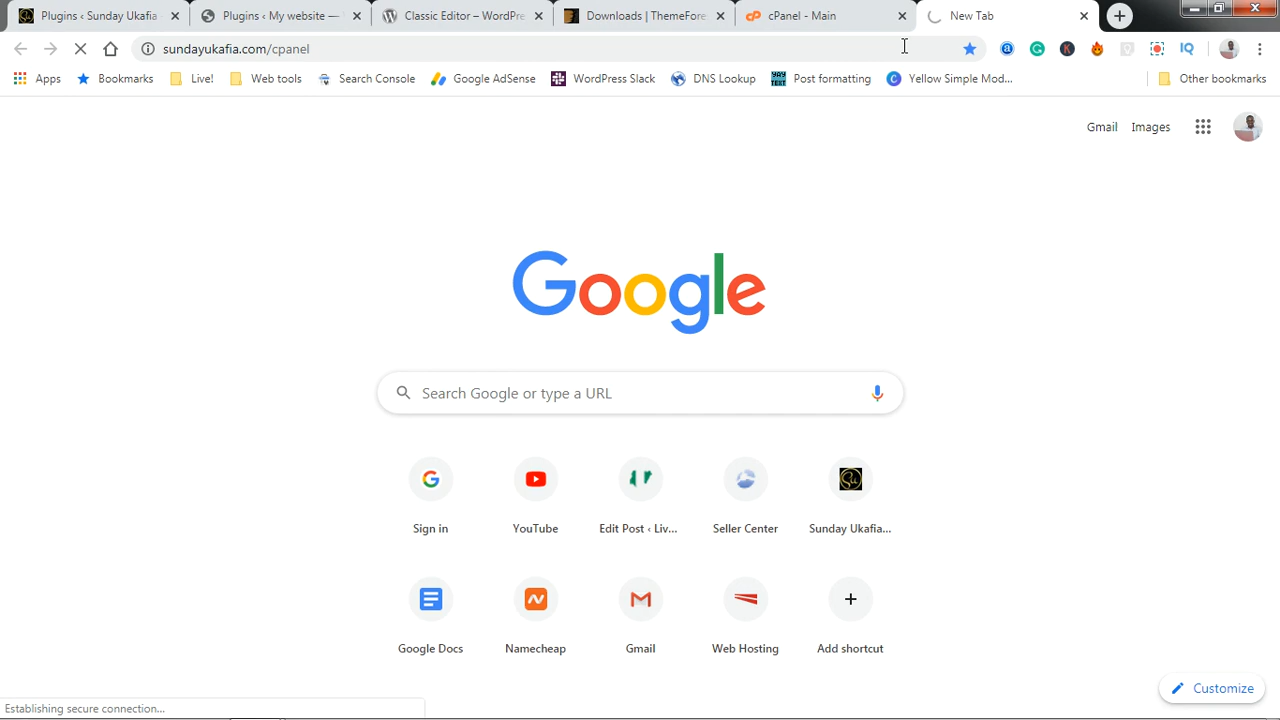 Plugins ‹ Sunday Ukafia Plugins ‹ My website — Classic Editor – WordPre Downloads | ThemeFore cPanel - Main New Tab
sundayukafia.com/cpanel
Apps Bookmarks Live! Web tools Search Console Google AdSense WordPress Slack DNS Lookup Post formatting Yellow Simple Mod... Other bookmarks
Gmail Images
Google
Search Google or type a URL
Sign in YouTube Edit Post ‹ Liv... Seller Center Sunday Ukafia...
Google Docs Namecheap Gmail Web Hosting Add shortcut
Customize
Establishing secure connection...